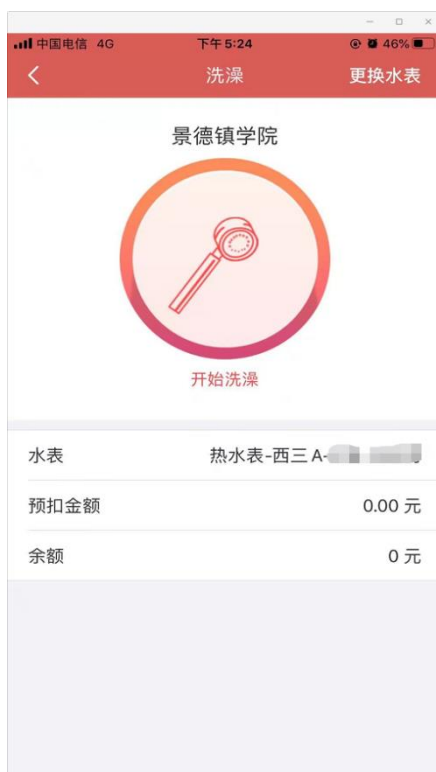 中国电信 4G 下午 5:24 46%
洗澡 更换水表
景德镇学院
开始洗澡
水表 热水表-西三 A-
预扣金额 0.00 元
余额 0 元